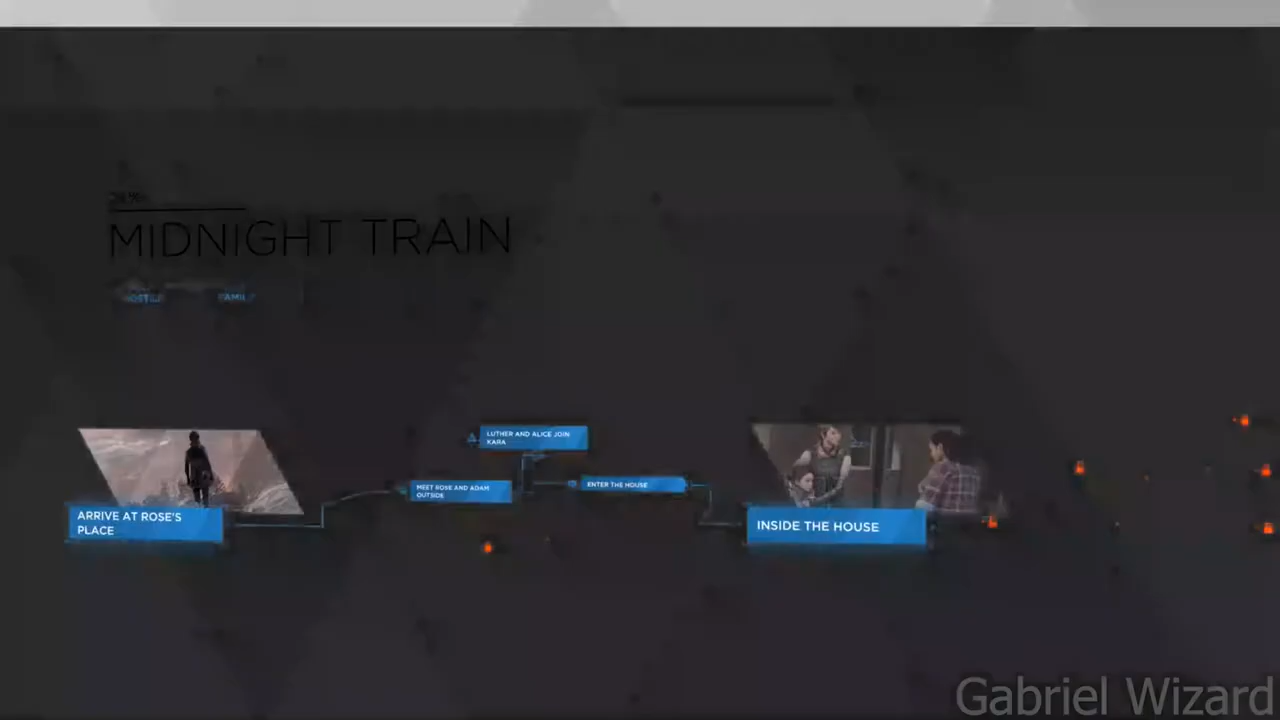 MIDNIGHT TRAIN
LUTHER AND ALICE JOIN
KARA
MEET ROSE AND ADAM
OUTSIDE
ENTER THE HOUSE
ARRIVE AT ROSE'S
PLACE
INSIDE THE HOUSE
Gabriel Wizard